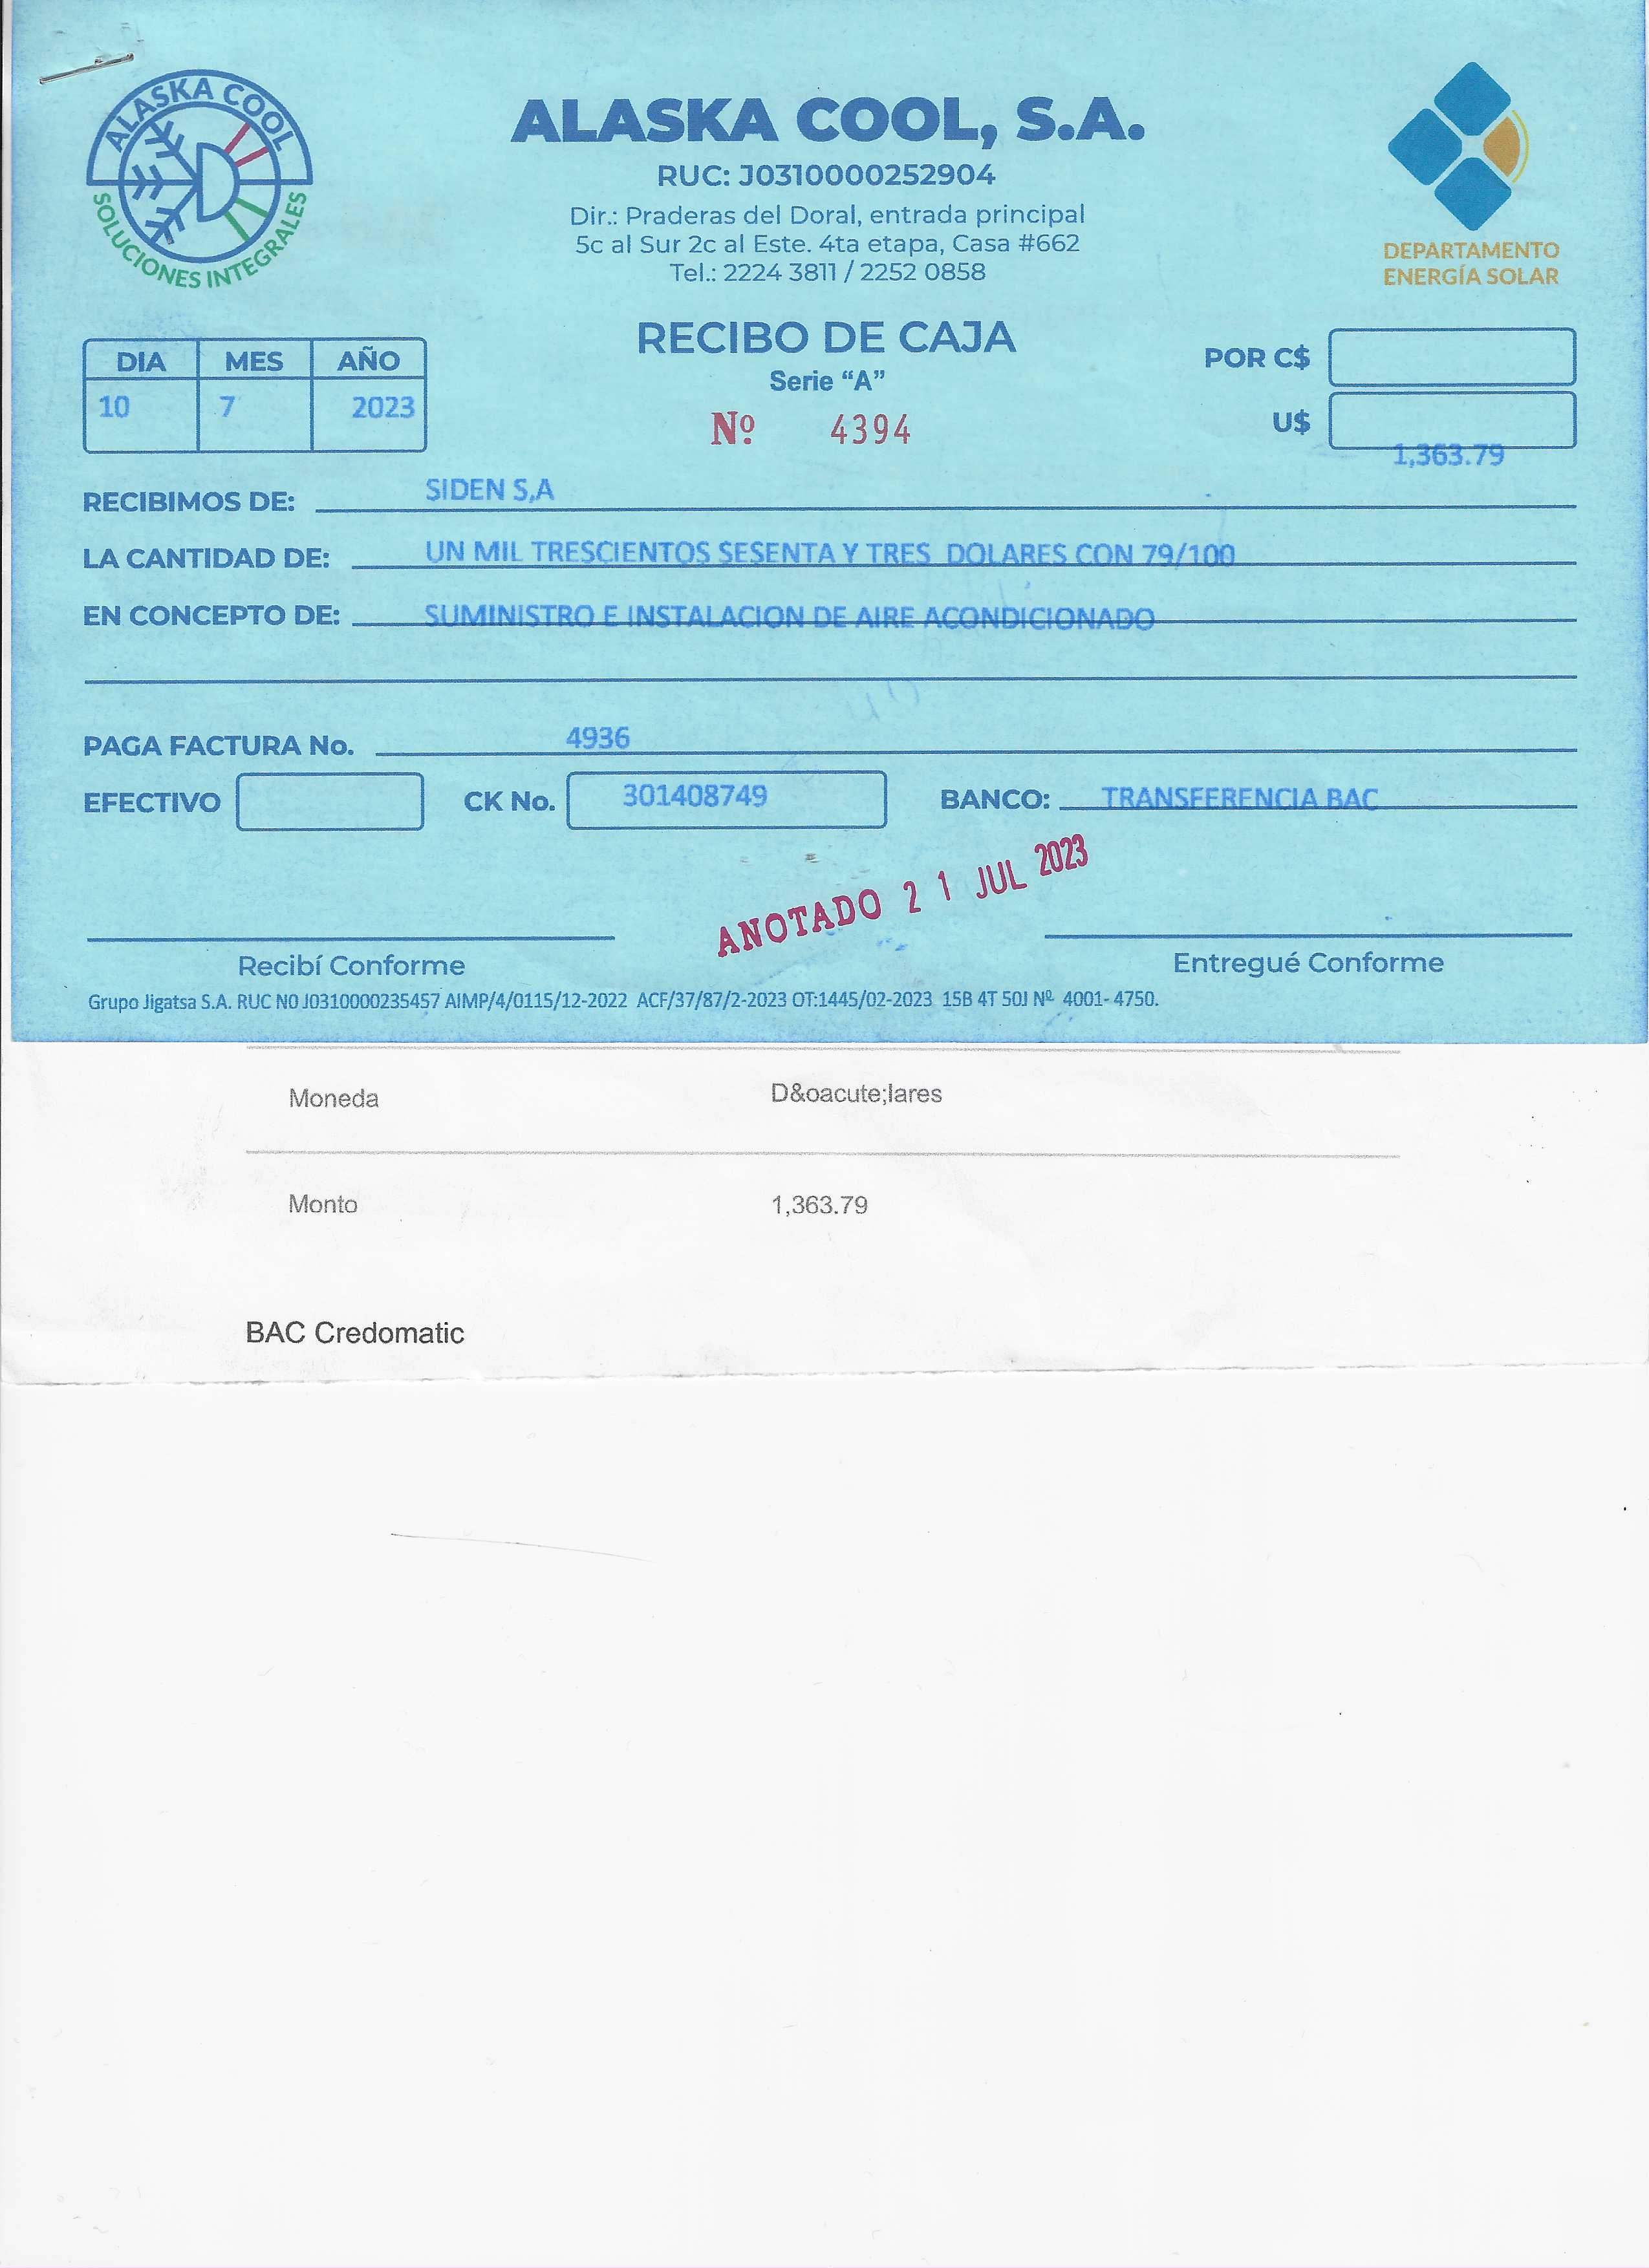 ALASKA COOL
SOLUCIONES INTEGRALES
ALASKA COOL, S.A.
RUC: J0310000252904
Dir.: Praderas del Doral, entrada principal
5c al Sur 2c al Este. 4ta etapa, Casa #662
Tel.: 2224 3811 / 2252 0858
DEPARTAMENTO
ENERGÍA SOLAR
RECIBO DE CAJA
Serie “A”
Nº 4394
DIA MES AÑO
10 7 2023
POR C$
U$ 1,363.79
RECIBIMOS DE: SIDEN S,A
LA CANTIDAD DE: UN MIL TRESCIENTOS SESENTA Y TRES DOLARES CON 79/100
EN CONCEPTO DE: SUMINISTRO E INSTALACION DE AIRE ACONDICIONADO
PAGA FACTURA No. 4936
EFECTIVO CK No. 301408749 BANCO: TRANSFERENCIA BAC
ANOTADO 21 JUL 2023
Recibí Conforme Entregué Conforme
Grupo Jigatsa S.A. RUC N0 J0310000235457 AIMP/4/0115/12-2022 ACF/37/87/2-2023 OT:1445/02-2023 15B 4T 50J Nº 4001- 4750.
Moneda D&oacute;lares
Monto 1,363.79
BAC Credomatic